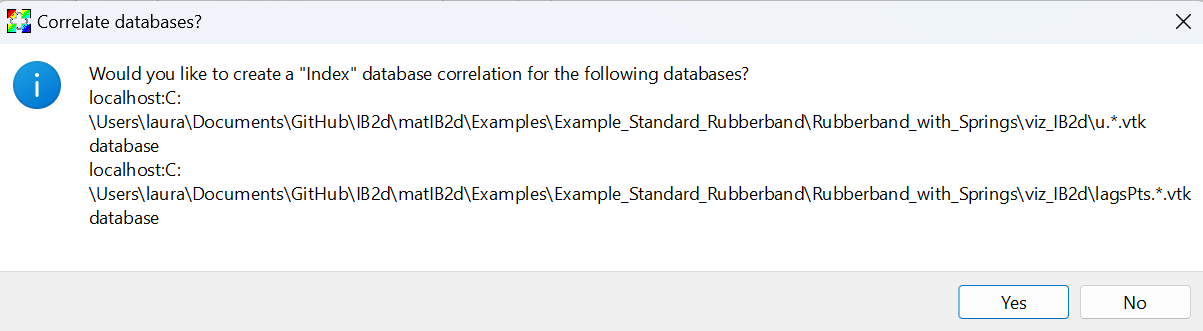 Correlate databases?
Would you like to create a "Index" database correlation for the following databases?
localhost:C:
\Users\laura\Documents\GitHub\IB2d\matIB2d\Examples\Example_Standard_Rubberband\Rubberband_with_Springs\viz_IB2d\u.*.vtk
database
localhost:C:
\Users\laura\Documents\GitHub\IB2d\matIB2d\Examples\Example_Standard_Rubberband\Rubberband_with_Springs\viz_IB2d\lagsPts.*.vtk
database
Yes No